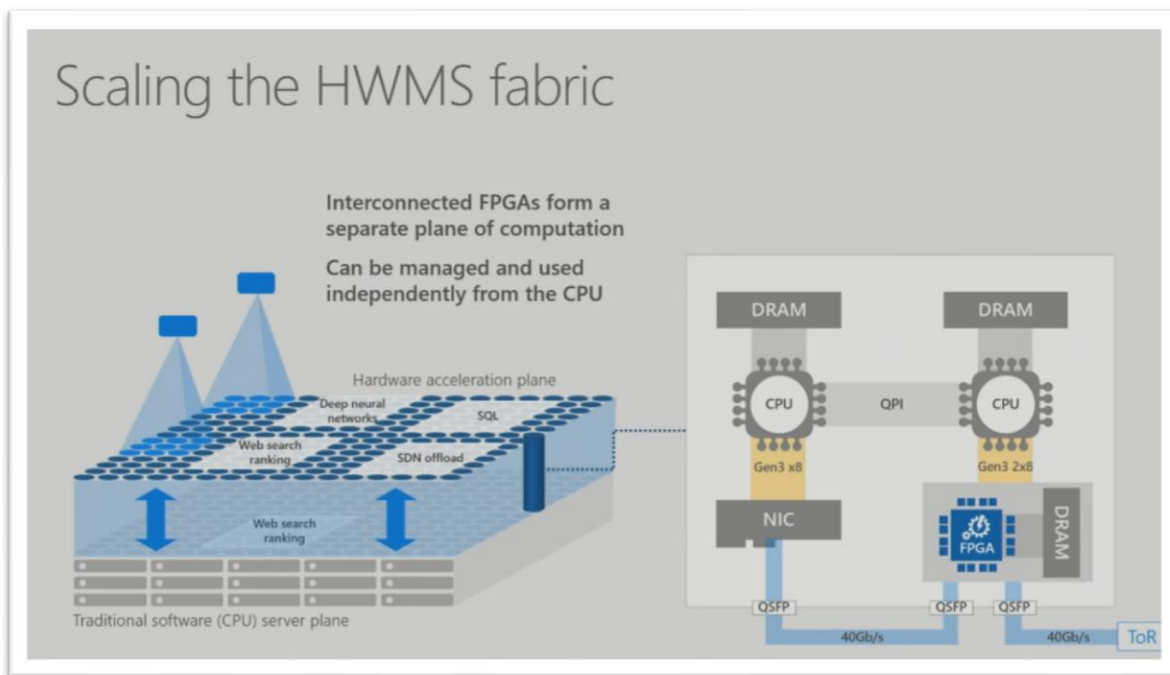 Scaling the HWMS fabric
Interconnected FPGAs form a
separate plane of computation
Can be managed and used
independently from the CPU
Hardware acceleration plane
Deep neural
networks
SQL
Web search
ranking
SDN offload
Web search
ranking
Traditional software (CPU) server plane
DRAM
DRAM
CPU
QPI
CPU
Gen3 x8
Gen3 2x8
NIC
FPGA
DRAM
QSFP
QSFP
QSFP
40Gb/s
40Gb/s
ToR